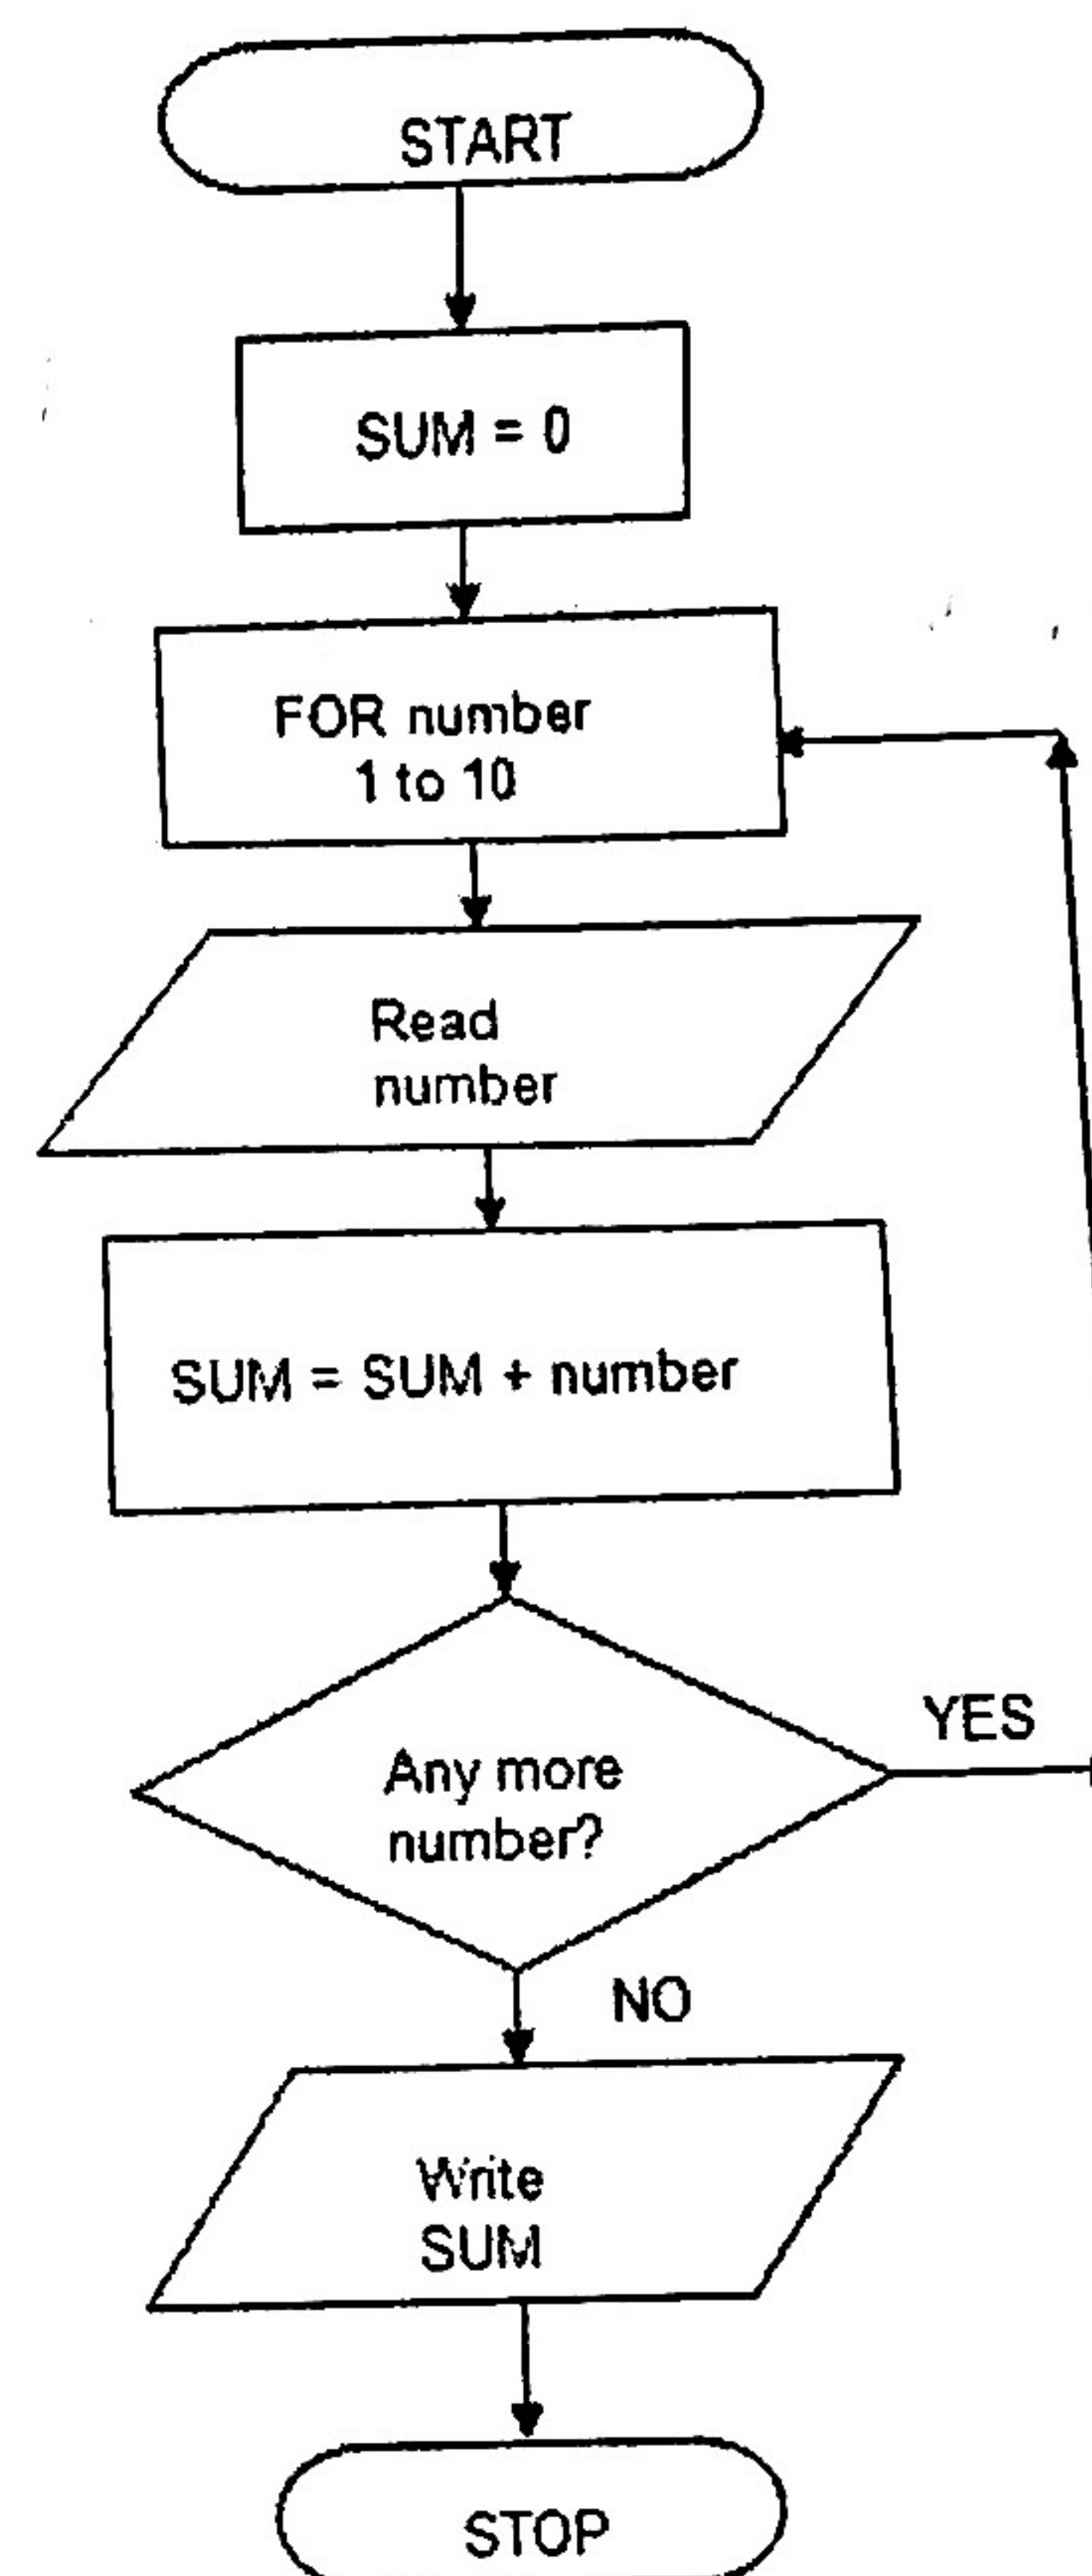 START
SUM = 0
FOR number
1 to 10
Read
number
SUM = SUM + number
Any more
number?
YES
NO
Write
SUM
STOP